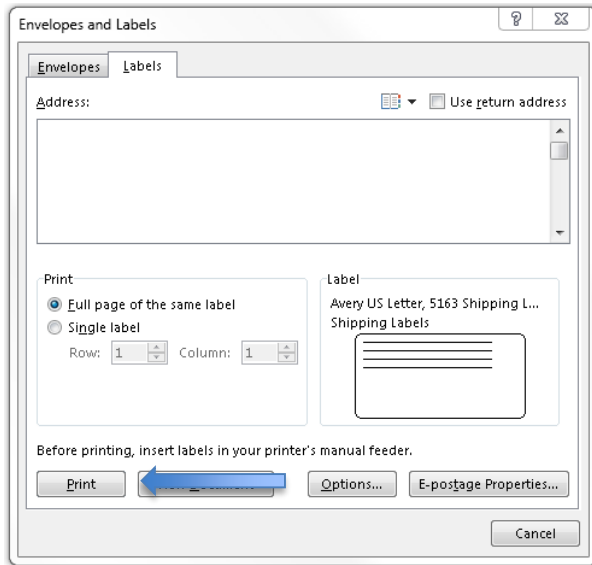 Envelopes and Labels
Envelopes Labels
Address: Use return address
Print
Full page of the same label
Single label
Row: 1 Column: 1
Label
Avery US Letter, 5163 Shipping L...
Shipping Labels
Before printing, insert labels in your printer's manual feeder.
Print Options... E-postage Properties...
Cancel